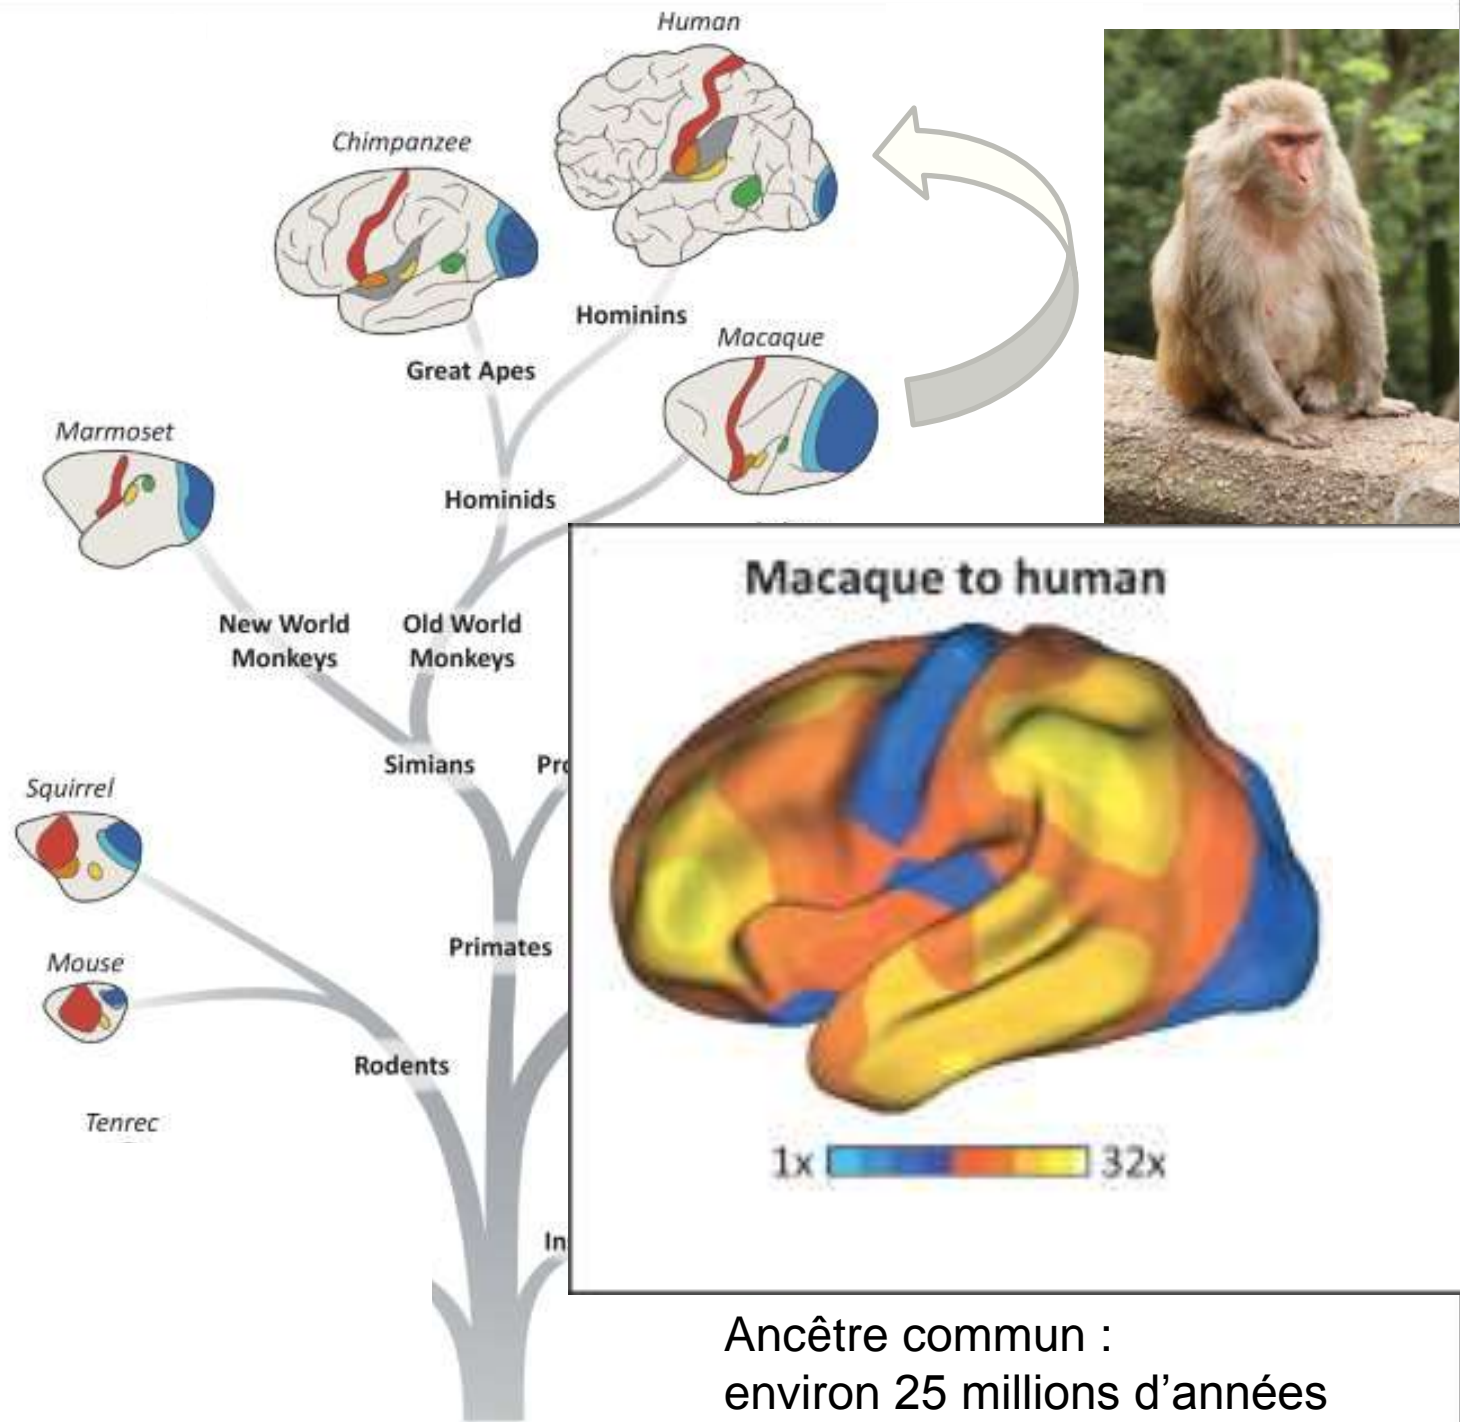 Human
Chimpanzee
Hominins
Macaque
Great Apes
Marmoset
Hominids
Macaque to human
New World
Monkeys
Old World
Monkeys
Simians
Squirrel
Primates
Mouse
Rodents
Tenrec
1x
32x
Ancêtre commun :
environ 25 millions d’années